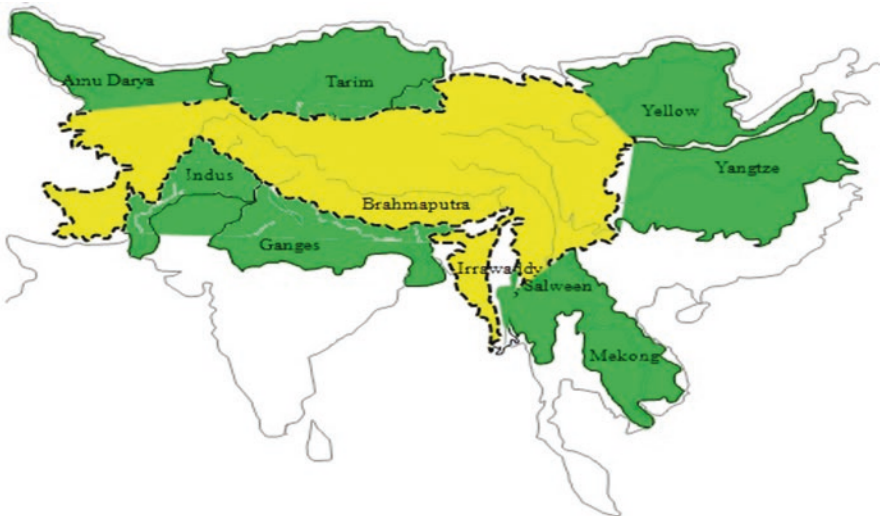 Amu Darya
Tarim
Yellow
Yangtze
Indus
Brahmaputra
Ganges
Irrawaddy
Salween
Mekong